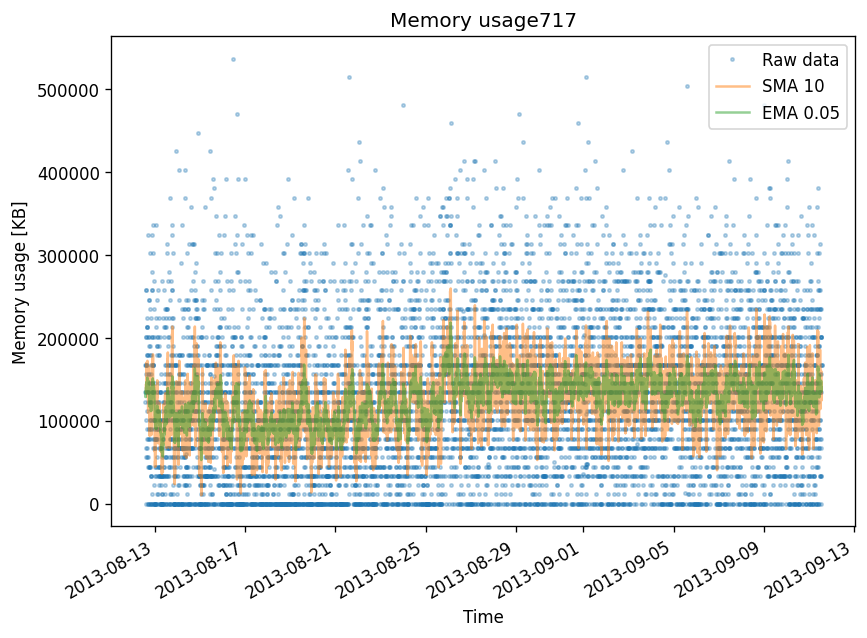 Memory usage717
Raw data
SMA 10
EMA 0.05
Memory usage [KB]
500000
400000
300000
200000
100000
0
2013-08-13
2013-08-17
2013-08-21
2013-08-25
2013-08-29
2013-09-01
2013-09-05
2013-09-09
2013-09-13
Time